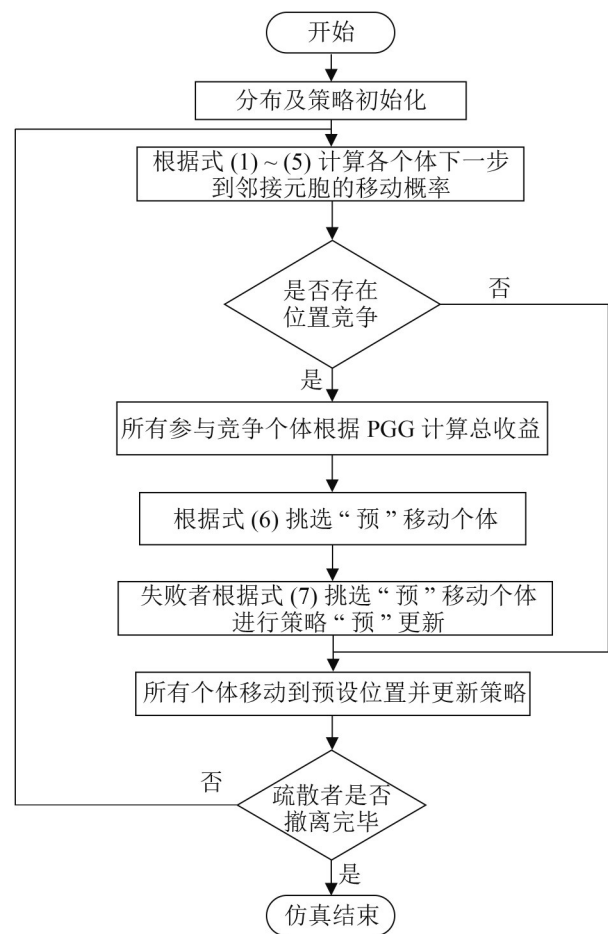 开始
分布及策略初始化
根据式 (1) ~ (5) 计算各个体下一步
到邻接元胞的移动概率
是否存在
位置竞争
否
是
所有参与竞争个体根据 PGG 计算总收益
根据式 (6) 挑选“ 预 ” 移动个体
失败者根据式 (7) 挑选“ 预 ” 移动个体
进行策略“ 预 ” 更新
所有个体移动到预设位置并更新策略
否
疏散者是否
撤离完毕
是
仿真结束